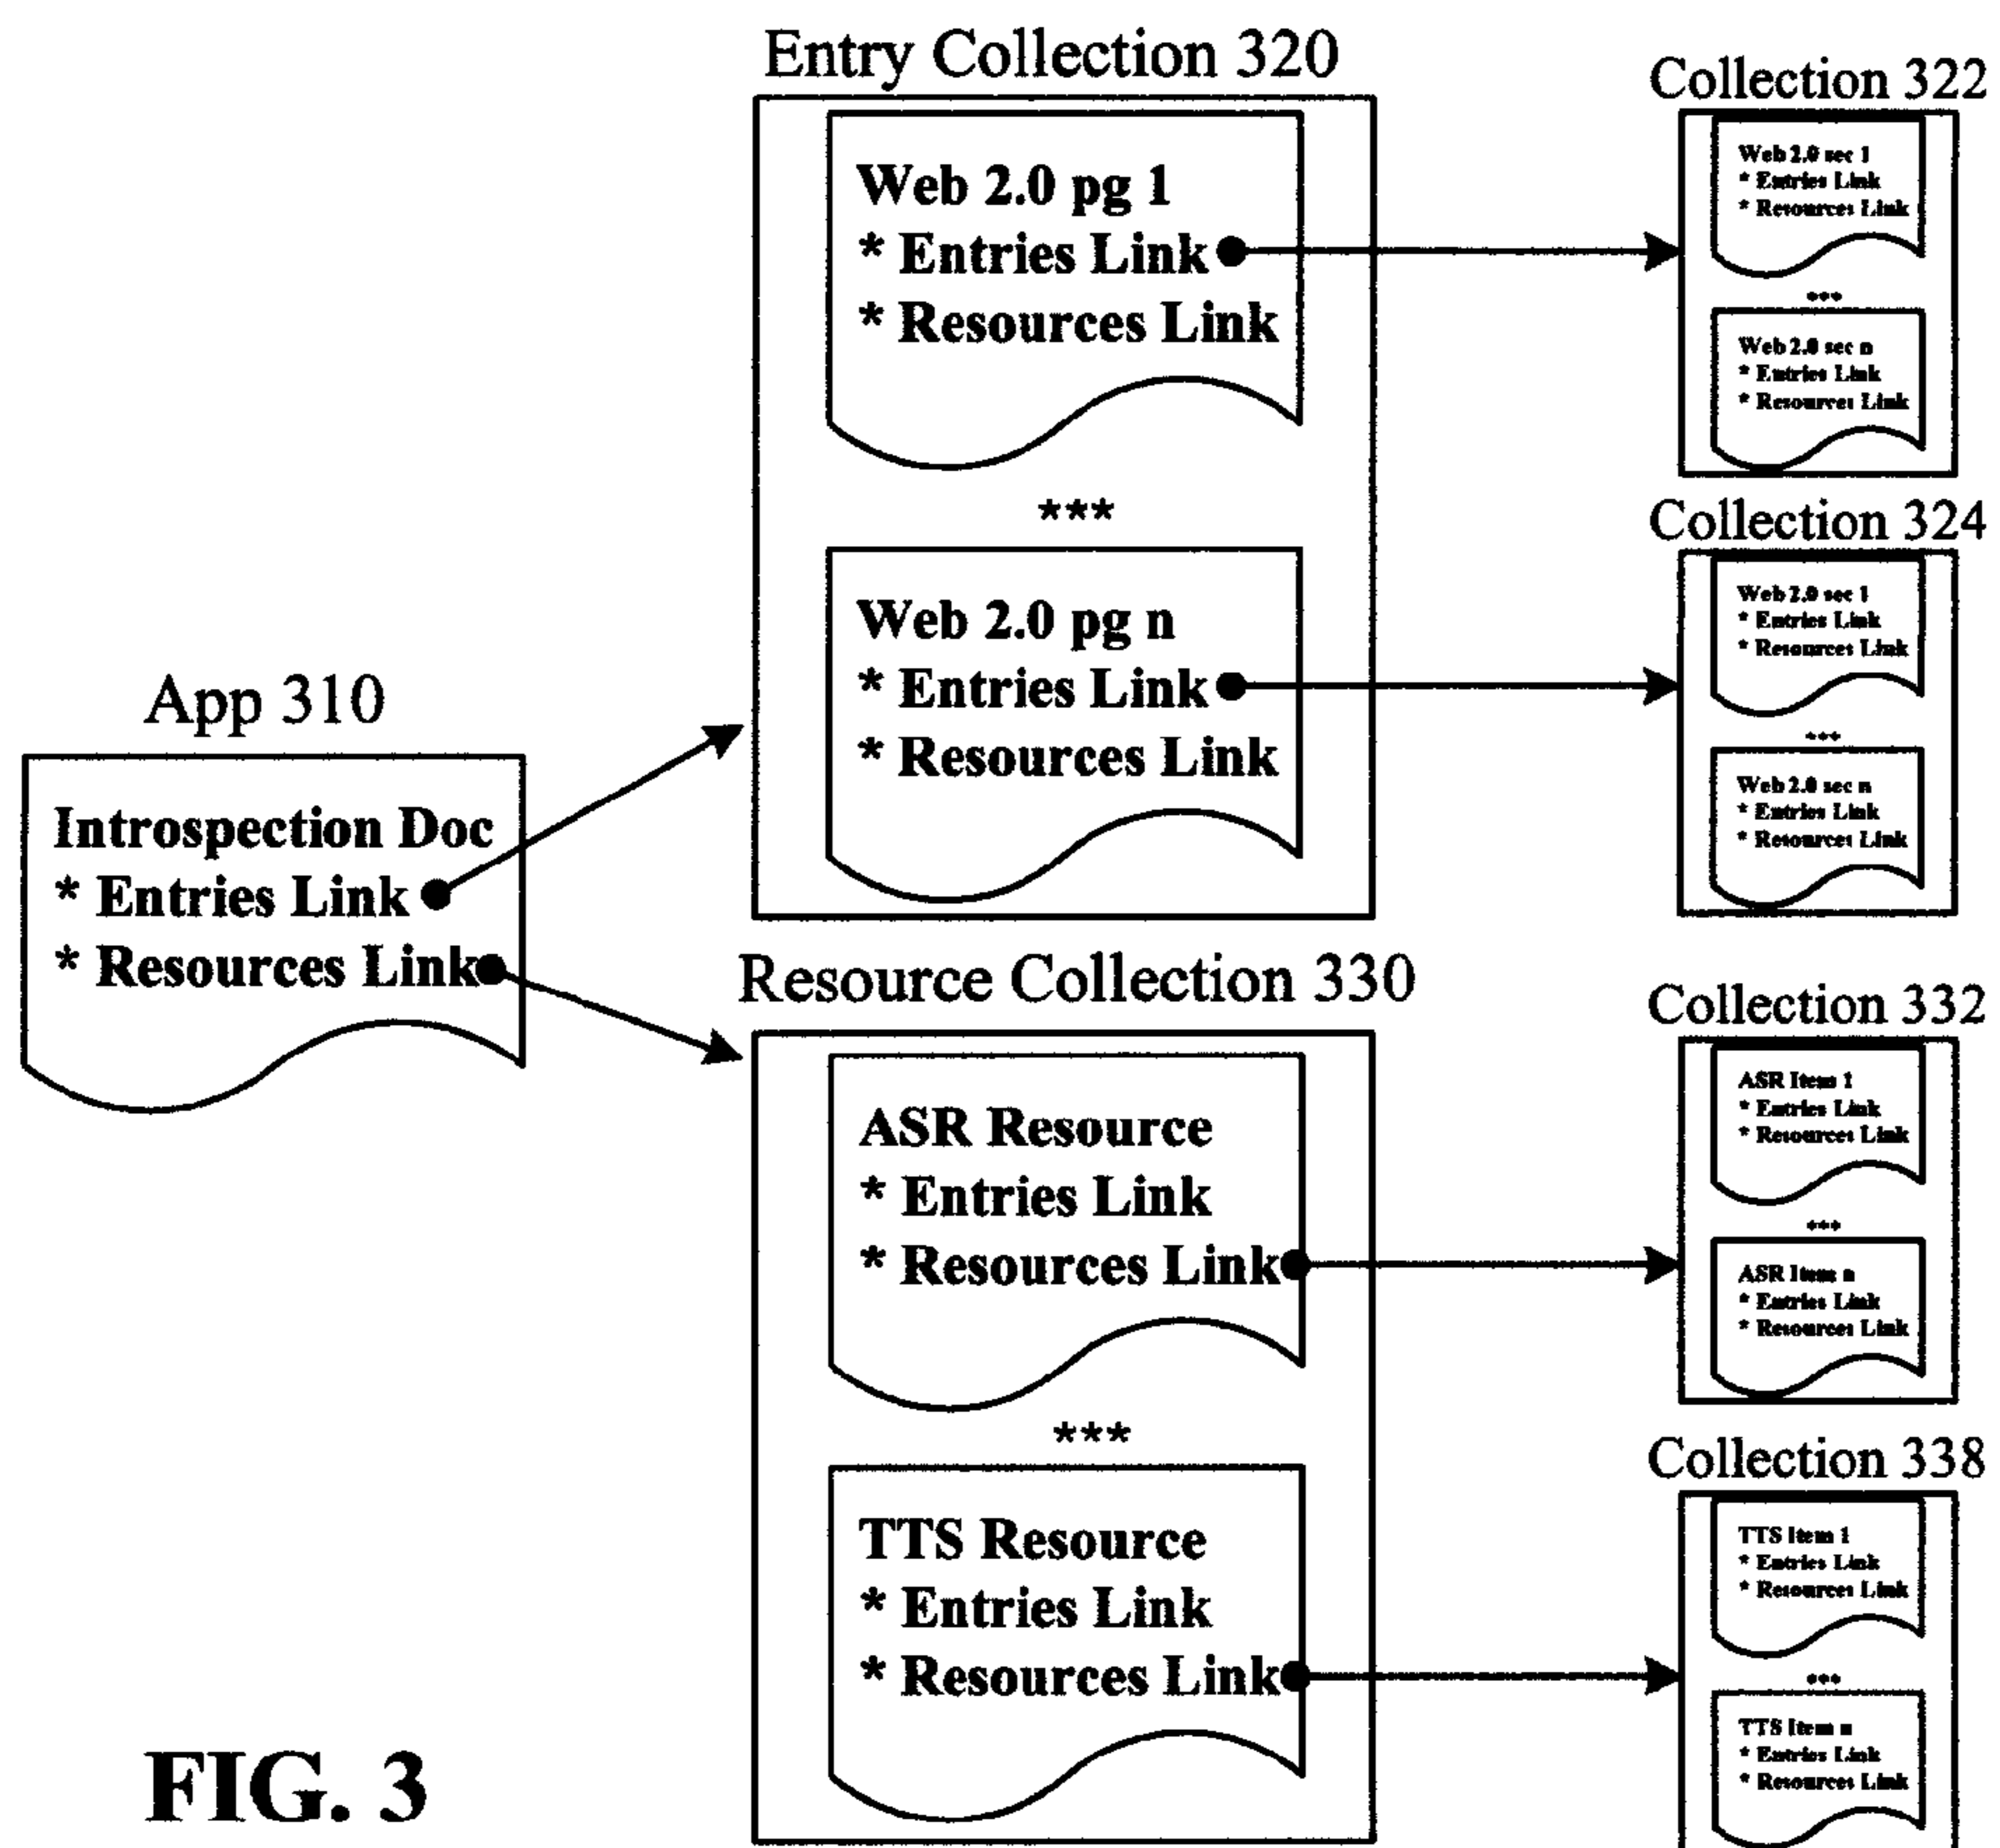 App 310
Introspection Doc
* Entries Link
* Resources Link
Entry Collection 320
Web 2.0 pg 1
* Entries Link
* Resources Link
***
Web 2.0 pg n
* Entries Link
* Resources Link
Resource Collection 330
ASR Resource
* Entries Link
* Resources Link
***
TTS Resource
* Entries Link
* Resources Link
Collection 322
Web 2.0 sec 1
* Entries Link
* Resources Link
***
Web 2.0 sec n
* Entries Link
* Resources Link
Collection 324
Web 2.0 sec 1
* Entries Link
* Resources Link
***
Web 2.0 sec n
* Entries Link
* Resources Link
Collection 332
ASR Item 1
* Entries Link
* Resources Link
***
ASR Item n
* Entries Link
* Resources Link
Collection 338
TTS Item 1
* Entries Link
* Resources Link
***
TTS Item n
* Entries Link
* Resources Link
FIG. 3